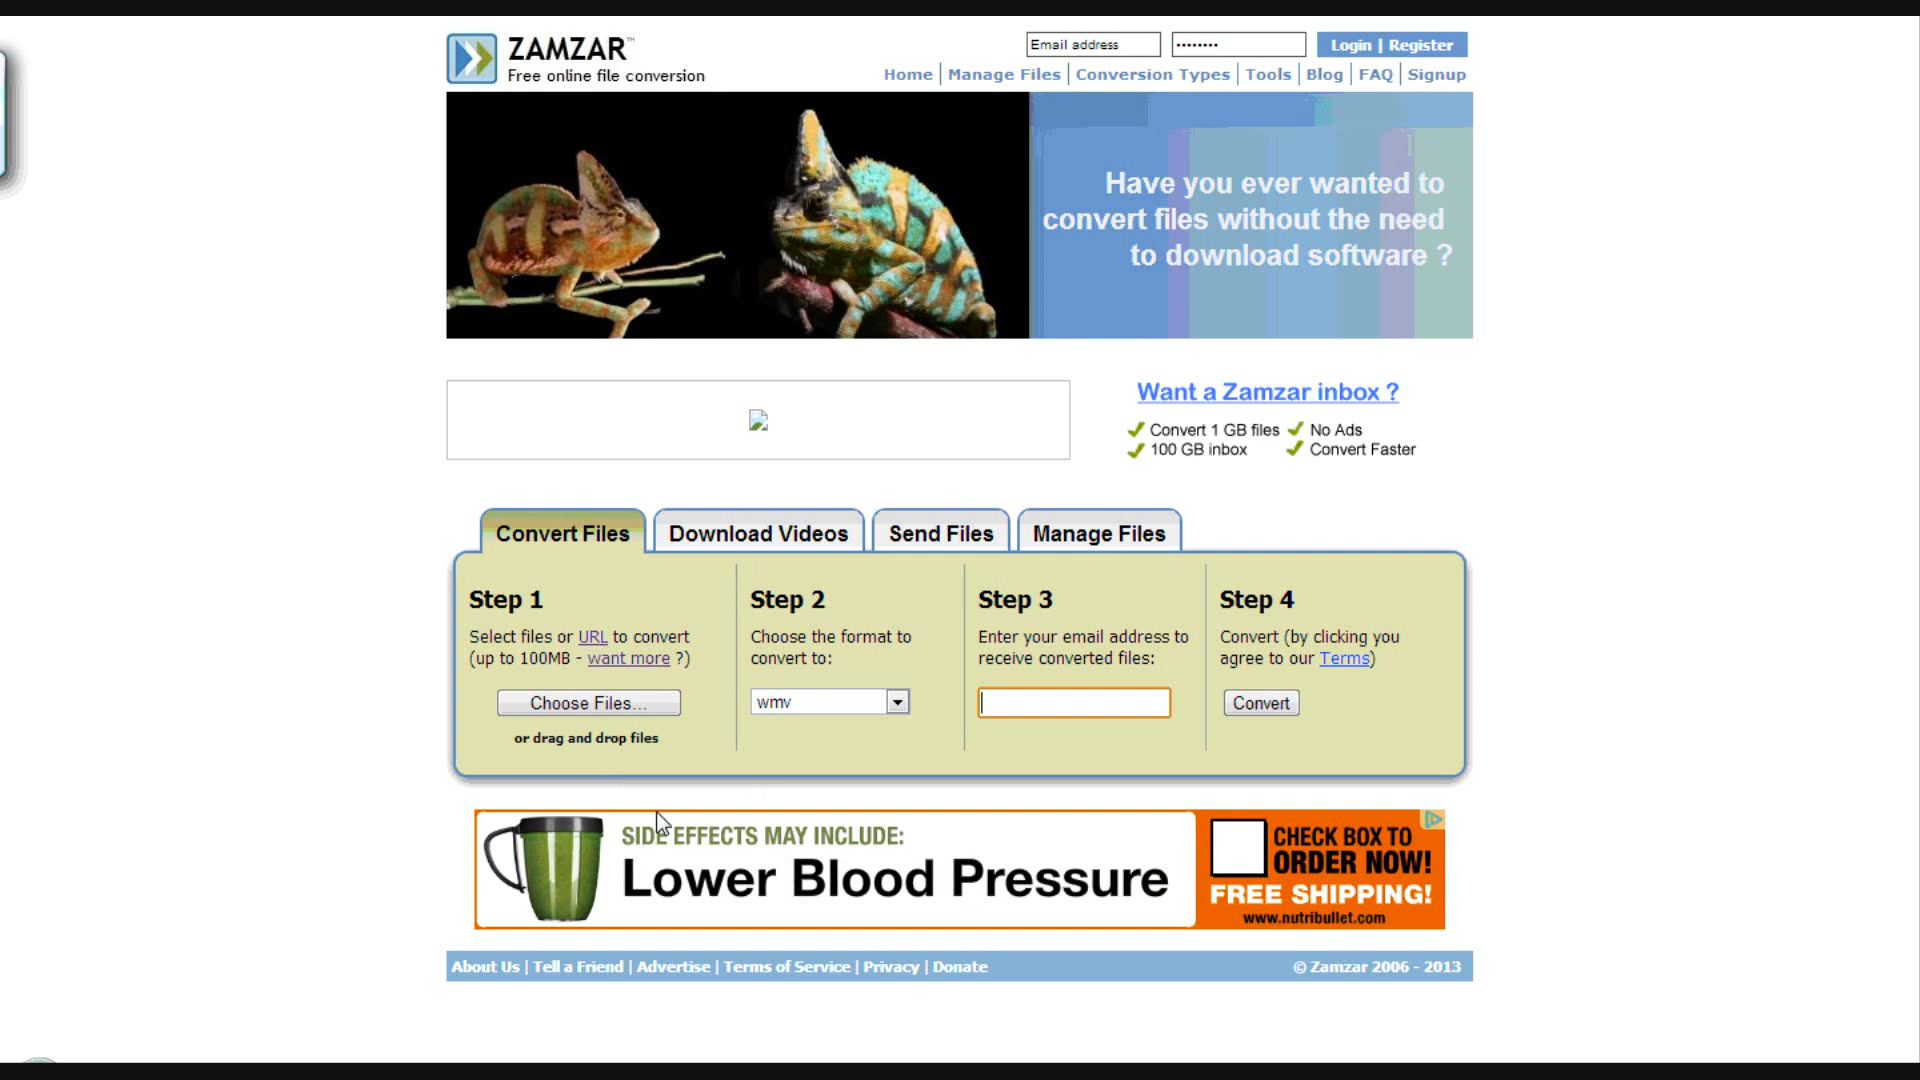 ZAMZAR™
Free online file conversion
Email address
Login | Register
Home | Manage Files | Conversion Types | Tools | Blog | FAQ | Signup
Have you ever wanted to
convert files without the need
to download software ?
Want a Zamzar inbox ?
Convert 1 GB files No Ads
100 GB inbox Convert Faster
Convert Files Download Videos Send Files Manage Files
Step 1
Select files or URL to convert
(up to 100MB - want more ?)
Choose Files...
or drag and drop files
Step 2
Choose the format to
convert to:
wmv
Step 3
Enter your email address to
receive converted files:
Step 4
Convert (by clicking you
agree to our Terms)
Convert
SIDE EFFECTS MAY INCLUDE:
Lower Blood Pressure
CHECK BOX TO
ORDER NOW!
FREE SHIPPING!
www.nutribullet.com
About Us | Tell a Friend | Advertise | Terms of Service | Privacy | Donate
© Zamzar 2006 - 2013